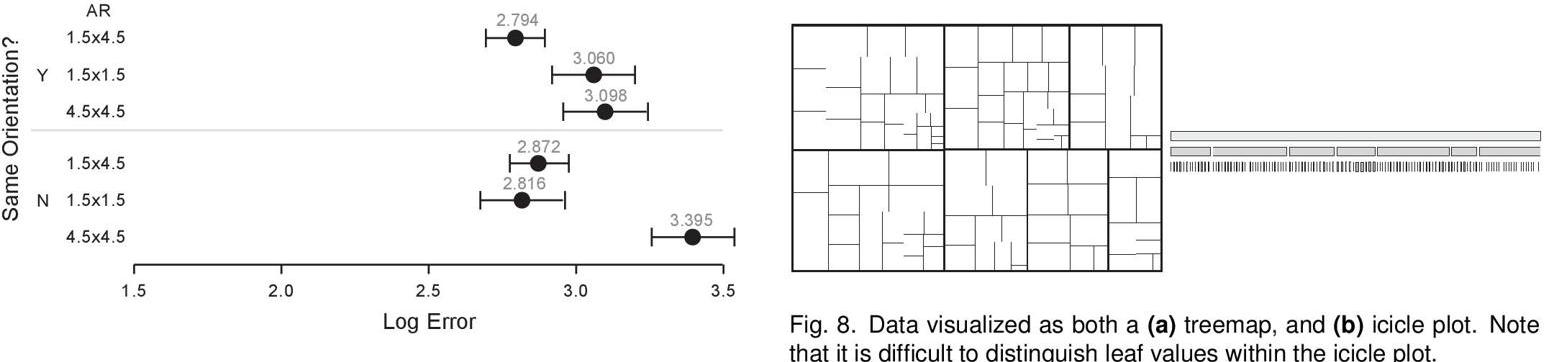 AR
2.794
1.5x4.5
3.060
Y 1.5x1.5
3.098
4.5x4.5
Same Orientation?
2.872
1.5x4.5
2.816
N 1.5x1.5
3.395
4.5x4.5
1.5 2.0 2.5 3.0 3.5
Log Error
Fig. 8. Data visualized as both a (a) treemap, and (b) icicle plot. Note
that it is difficult to distinguish leaf values within the icicle plot.